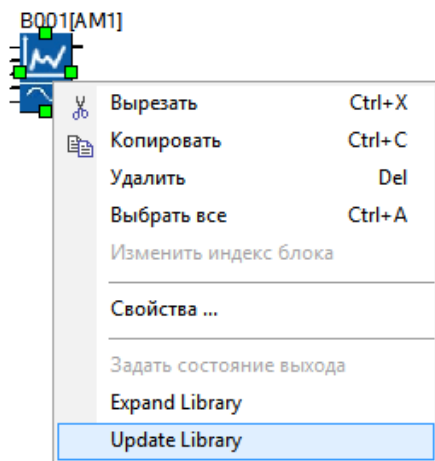 B001[AM1]
Вырезать Ctrl+X
Копировать Ctrl+C
Удалить Del
Выбрать все Ctrl+A
Изменить индекс блока
Свойства ...
Задать состояние выхода
Expand Library
Update Library